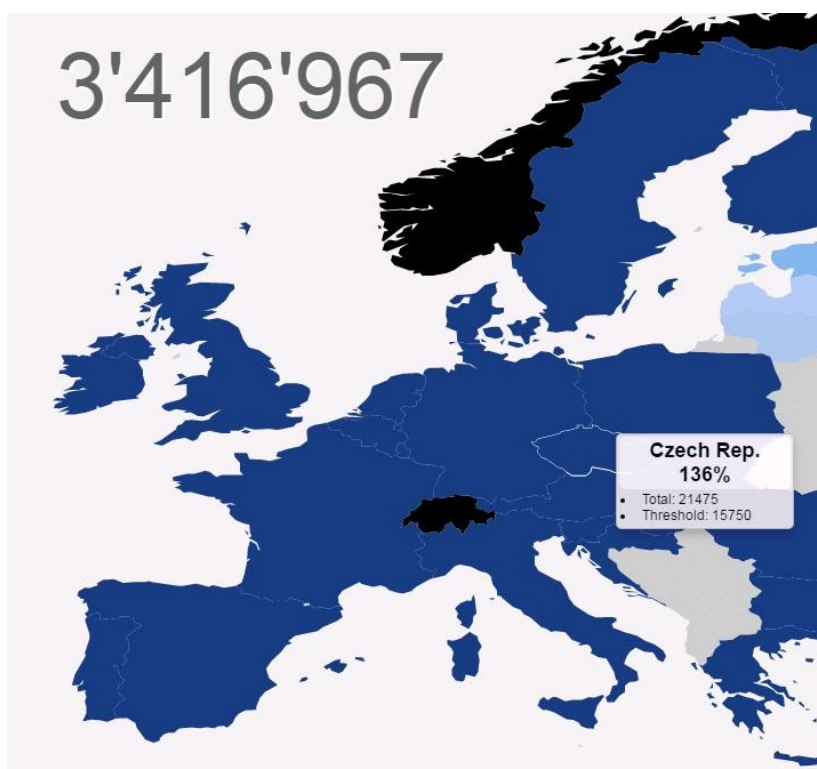 3'416'967
Czech Rep.
136%
• Total: 21475
• Threshold: 15750